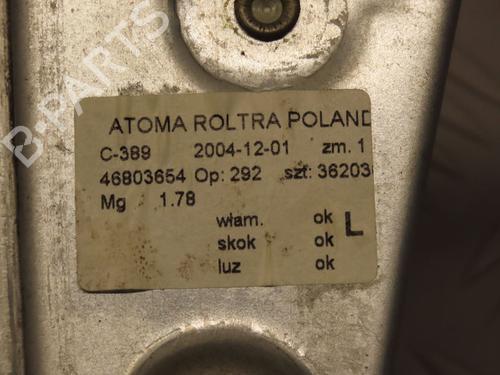 B-PARTS
ATOMA ROLTRA POLAND
C-389 2004-12-01 zm. 1
46803654 Op: 292 szt: 36203
Mg 1.78
włam. ok
skok ok L
luz ok